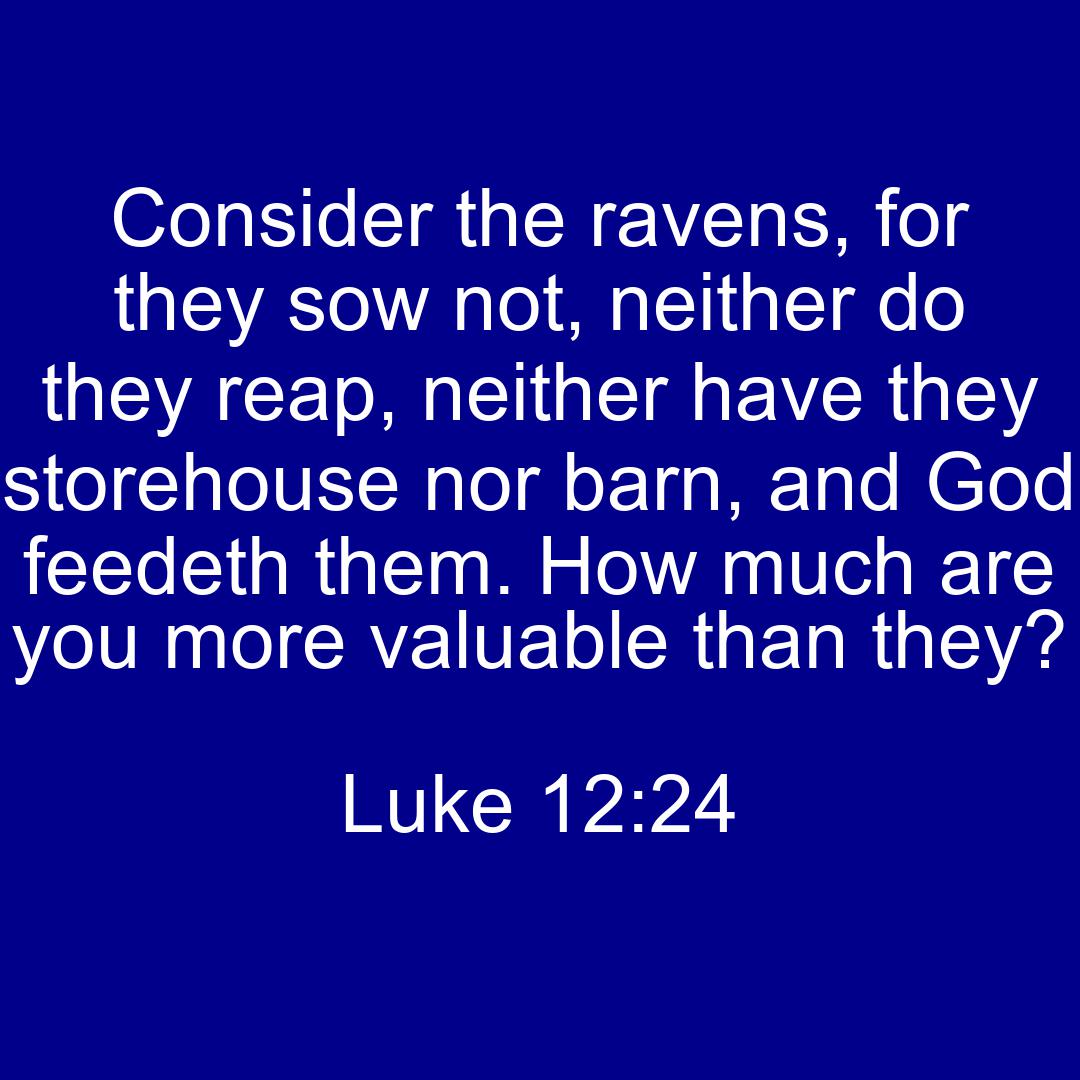 Consider the ravens, for
they sow not, neither do
they reap, neither have they
storehouse nor barn, and God
feedeth them. How much are
you more valuable than they?
Luke 12:24